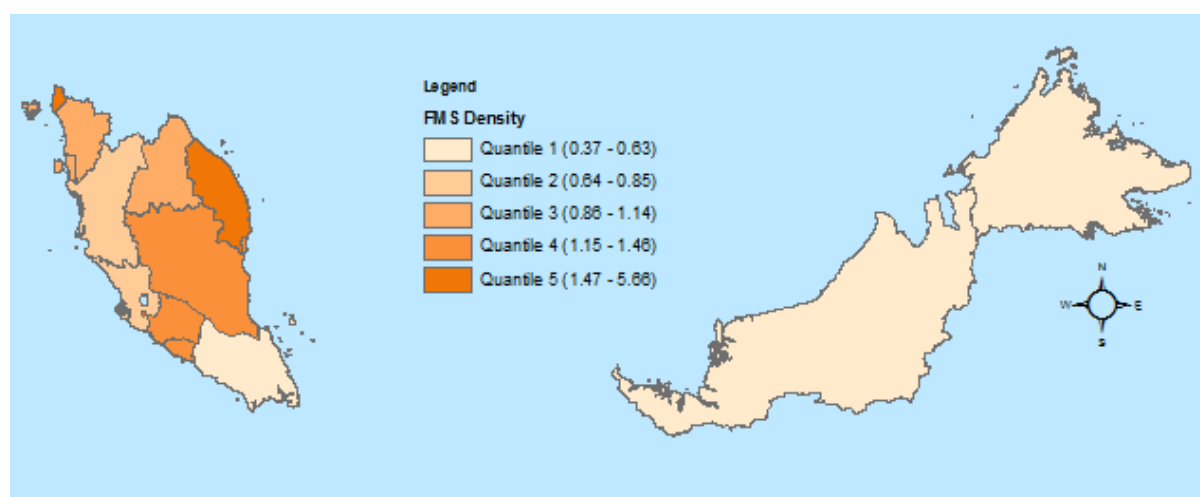 Legend
FMS Density
Quantile 1 (0.37 - 0.63)
Quantile 2 (0.64 - 0.85)
Quantile 3 (0.86 - 1.14)
Quantile 4 (1.15 - 1.46)
Quantile 5 (1.47 - 5.66)
N
W E
S